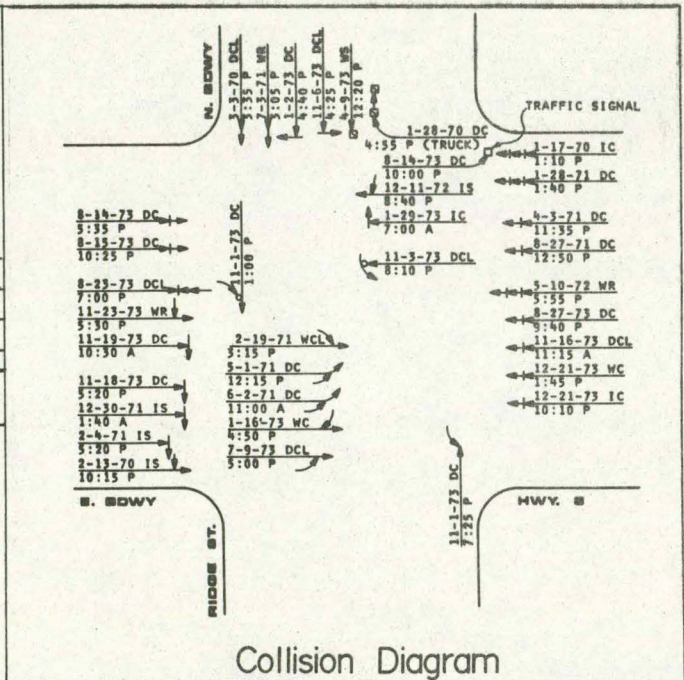 N. BDWY
3-3-70 DCL
3:35 P
7-3-71 WR
1:05 P
1-2-73 DC
4:40 P
11-6-73 DCL
4:25 P
4-9-73 WS
12:20 P
TRAFFIC SIGNAL
1-28-70 DC
4:55 P (TRUCK)
8-14-73 DC
10:00 P
12-11-72 IS
8:40 P
1-29-73 IC
7:00 A
11-3-73 DCL
8:10 P
1-17-70 IC
1:10 P
1-28-71 DC
1:40 P
4-3-71 DC
11:35 P
8-27-71 DC
12:50 P
5-10-72 WR
5:55 P
8-27-73 DC
9:40 P
11-16-73 DCL
11:15 A
12-21-73 WC
1:45 P
12-21-73 IC
10:10 P
8-14-73 DC
5:35 P
8-15-73 DC
10:25 P
8-23-73 DCL
7:00 P
11-23-73 WR
5:30 P
11-19-73 DC
10:30 A
11-18-73 DC
5:20 P
12-30-71 IS
1:40 A
2-4-71 IS
5:20 P
2-13-70 IS
10:15 P
11-1-73 DC
1:00 P
2-19-71 WCL
5:15 P
5-1-71 DC
12:15 P
6-2-71 DC
11:00 A
1-16-73 WC
4:50 P
7-9-73 DCL
5:00 P
11-1-73 DC
7:25 P
S. BDWY
RIDGE ST.
HWY. 8
Collision Diagram